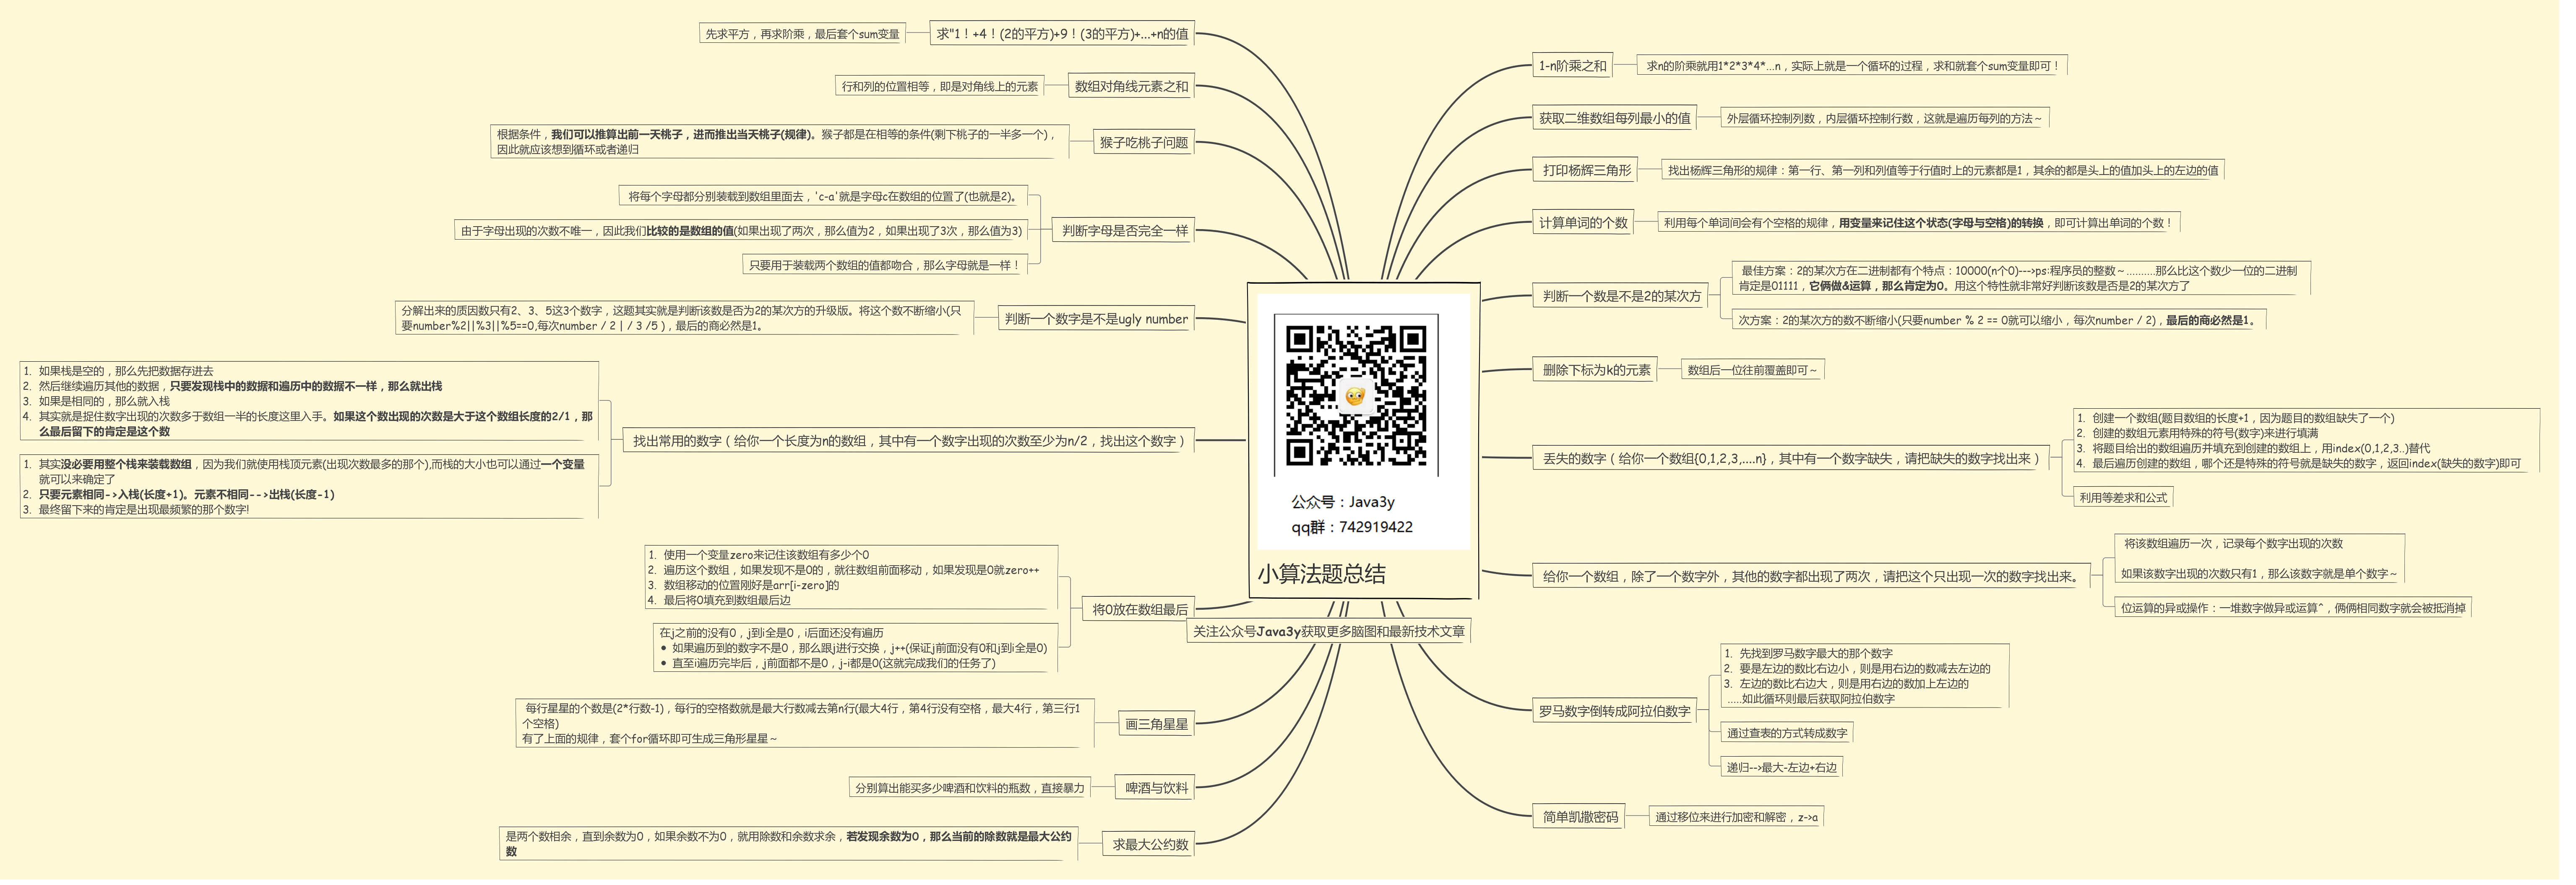 求"1！+4！(2的平方)+9！(3的平方)+...+n的值
先求平方，再求阶乘，最后套个sum变量
数组对角线元素之和
行和列的位置相等，即是对角线上的元素
猴子吃桃子问题
根据条件，我们可以推算出前一天桃子，进而推出当天桃子(规律)。猴子都是在相等的条件(剩下桃子的一半多一个)，
因此就应该想到循环或者递归
判断字母是否完全一样
将每个字母都分别装载到数组里面去，'c-a'就是字母c在数组的位置了(也就是2)。
由于字母出现的次数不唯一，因此我们比较的是数组的值(如果出现了两次，那么值为2，如果出现了3次，那么值为3)
只要用于装载两个数组的值都吻合，那么字母就是一样！
判断一个数字是不是ugly number
分解出来的质因数只有2、3、5这3个数字，这题其实就是判断该数是否为2的某次方的升级版。将这个数不断缩小(只
要number%2||%3||%5==0,每次number / 2 | / 3 /5 )，最后的商必然是1。
找出常用的数字（给你一个长度为n的数组，其中有一个数字出现的次数至少为n/2，找出这个数字）
1. 如果栈是空的，那么先把数据存进去
2. 然后继续遍历其他的数据，只要发现栈中的数据和遍历中的数据不一样，那么就出栈
3. 如果是相同的，那么就入栈
4. 其实就是捉住数字出现的次数多于数组一半的长度这里入手。如果这个数出现的次数是大于这个数组长度的2/1，那
么最后留下的肯定是这个数
1. 其实没必要用整个栈来装载数组，因为我们就使用栈顶元素(出现次数最多的那个),而栈的大小也可以通过一个变量
就可以来确定了
2. 只要元素相同->入栈(长度+1)。元素不相同-->出栈(长度-1)
3. 最终留下来的肯定是出现最频繁的那个数字!
将0放在数组最后
1. 使用一个变量zero来记住该数组有多少个0
2. 遍历这个数组，如果发现不是0的，就往数组前面移动，如果发现是0就zero++
3. 数组移动的位置刚好是arr[i-zero]的
4. 最后将0填充到数组最后边
在j之前的没有0，j到i全是0，i后面还没有遍历
• 如果遍历到的数字不是0，那么跟j进行交换，j++(保证j前面没有0和j到i全是0)
• 直至i遍历完毕后，j前面都不是0，j-i都是0(这就完成我们的任务了)
画三角星星
每行星星的个数是(2*行数-1)，每行的空格数就是最大行数减去第n行(最大4行，第4行没有空格，最大4行，第三行1
个空格)
有了上面的规律，套个for循环即可生成三角形星星～
啤酒与饮料
分别算出能买多少啤酒和饮料的瓶数，直接暴力
求最大公约数
是两个数相余，直到余数为0，如果余数不为0，就用除数和余数求余，若发现余数为0，那么当前的除数就是最大公约
数
公众号：Java3y
qq群：742919422
小算法题总结
关注公众号Java3y获取更多脑图和最新技术文章
1-n阶乘之和
求n的阶乘就用1*2*3*4*...n，实际上就是一个循环的过程，求和就套个sum变量即可！
获取二维数组每列最小的值
外层循环控制列数，内层循环控制行数，这就是遍历每列的方法～
打印杨辉三角形
找出杨辉三角形的规律：第一行、第一列和列值等于行值时上的元素都是1，其余的都是头上的值加头上的左边的值
计算单词的个数
利用每个单词间会有个空格的规律，用变量来记住这个状态(字母与空格)的转换，即可计算出单词的个数！
判断一个数是不是2的某次方
最佳方案：2的某次方在二进制都有个特点：10000(n个0)--->ps:程序员的整数～..........那么比这个数少一位的二进制
肯定是01111，它俩做&运算，那么肯定为0。用这个特性就非常好判断该数是否是2的某次方了
次方案：2的某次方的数不断缩小(只要number % 2 == 0就可以缩小，每次number / 2)，最后的商必然是1。
删除下标为k的元素
数组后一位往前覆盖即可～
丢失的数字（给你一个数组{0,1,2,3,....n}，其中有一个数字缺失，请把缺失的数字找出来）
1. 创建一个数组(题目数组的长度+1，因为题目的数组缺失了一个)
2. 创建的数组元素用特殊的符号(数字)来进行填满
3. 将题目给出的数组遍历并填充到创建的数组上，用index(0,1,2,3..)替代
4. 最后遍历创建的数组，哪个还是特殊的符号就是缺失的数字，返回index(缺失的数字)即可
利用等差求和公式
给你一个数组，除了一个数字外，其他的数字都出现了两次，请把这个只出现一次的数字找出来。
将该数组遍历一次，记录每个数字出现的次数
如果该数字出现的次数只有1，那么该数字就是单个数字～
位运算的异或操作：一堆数字做异或运算^，俩俩相同数字就会被抵消掉
罗马数字倒转成阿拉伯数字
1. 先找到罗马数字最大的那个数字
2. 要是左边的数比右边小，则是用右边的数减去左边的
3. 左边的数比右边大，则是用右边的数加上左边的
.....如此循环则最后获取阿拉伯数字
通过查表的方式转成数字
递归-->最大-左边+右边
简单凯撒密码
通过移位来进行加密和解密，z->a